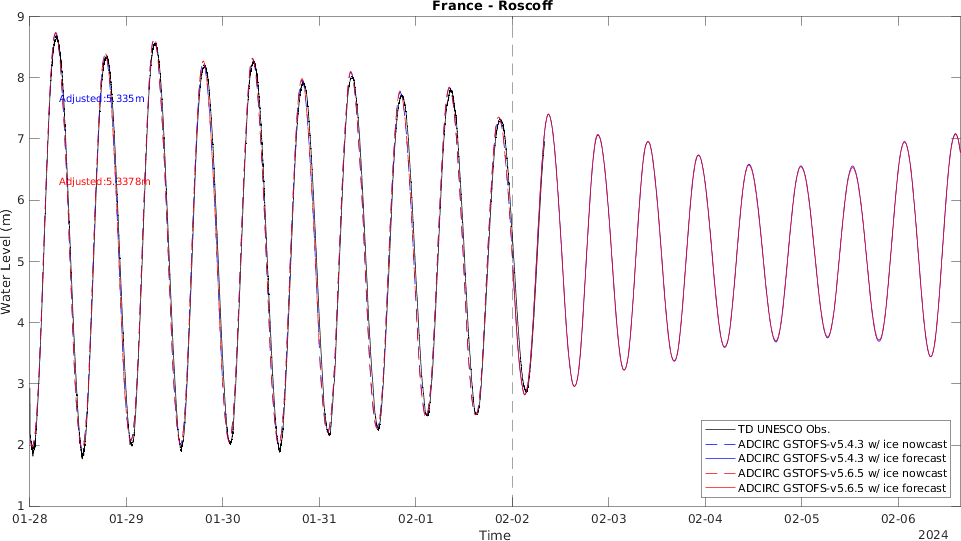 France - Roscoff
9
8
7
6
5
4
3
2
1
Water Level (m)
Adjusted:5.335m
Adjusted:5.3378m
TD UNESCO Obs.
ADCIRC GSTOFS-v5.4.3 w/ ice nowcast
ADCIRC GSTOFS-v5.4.3 w/ ice forecast
ADCIRC GSTOFS-v5.6.5 w/ ice nowcast
ADCIRC GSTOFS-v5.6.5 w/ ice forecast
01-28 01-29 01-30 01-31 02-01 02-02 02-03 02-04 02-05 02-06
Time
2024